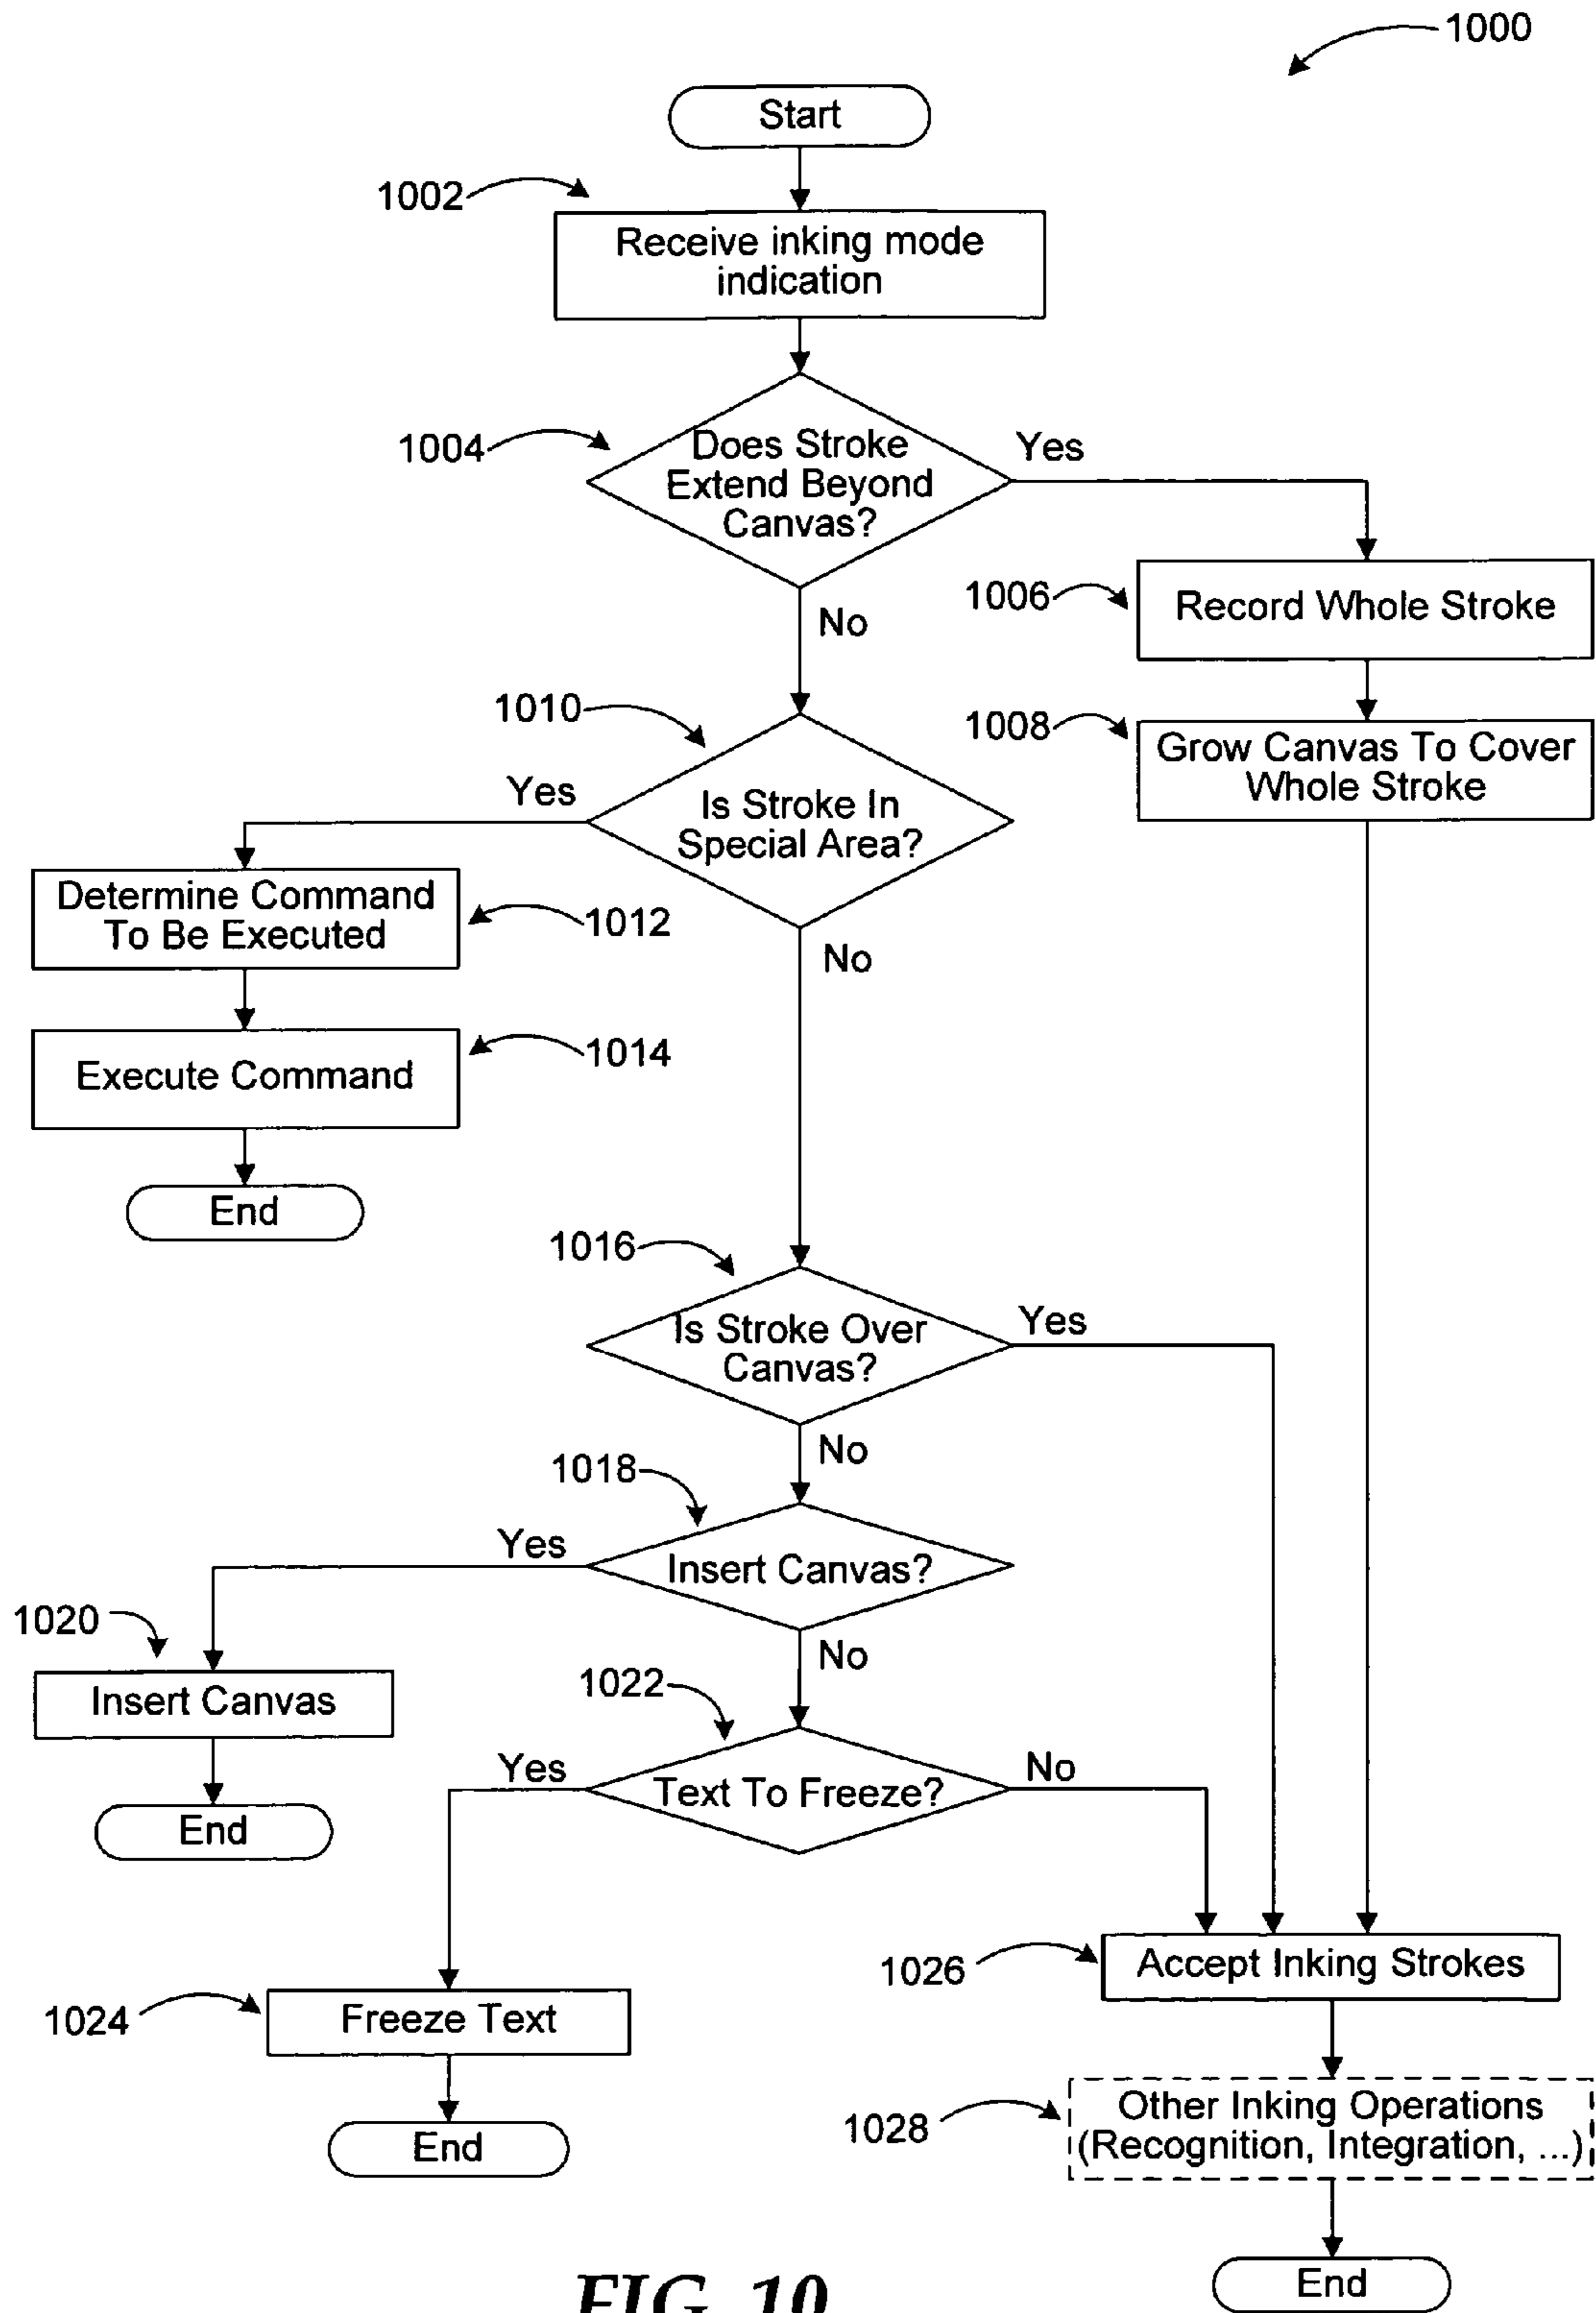 1000
Start
1002
Receive inking mode
indication
1004
Does Stroke
Extend Beyond
Canvas?
Yes
No
1006
Record Whole Stroke
1008
Grow Canvas To Cover
Whole Stroke
1010
Is Stroke In
Special Area?
Yes
No
Determine Command
To Be Executed
1012
Execute Command
1014
End
1016
Is Stroke Over
Canvas?
Yes
No
1018
Insert Canvas?
Yes
No
1020
Insert Canvas
End
1022
Text To Freeze?
Yes
No
1024
Freeze Text
End
1026
Accept Inking Strokes
1028
Other Inking Operations
(Recognition, Integration, ...)
End
FIG. 10